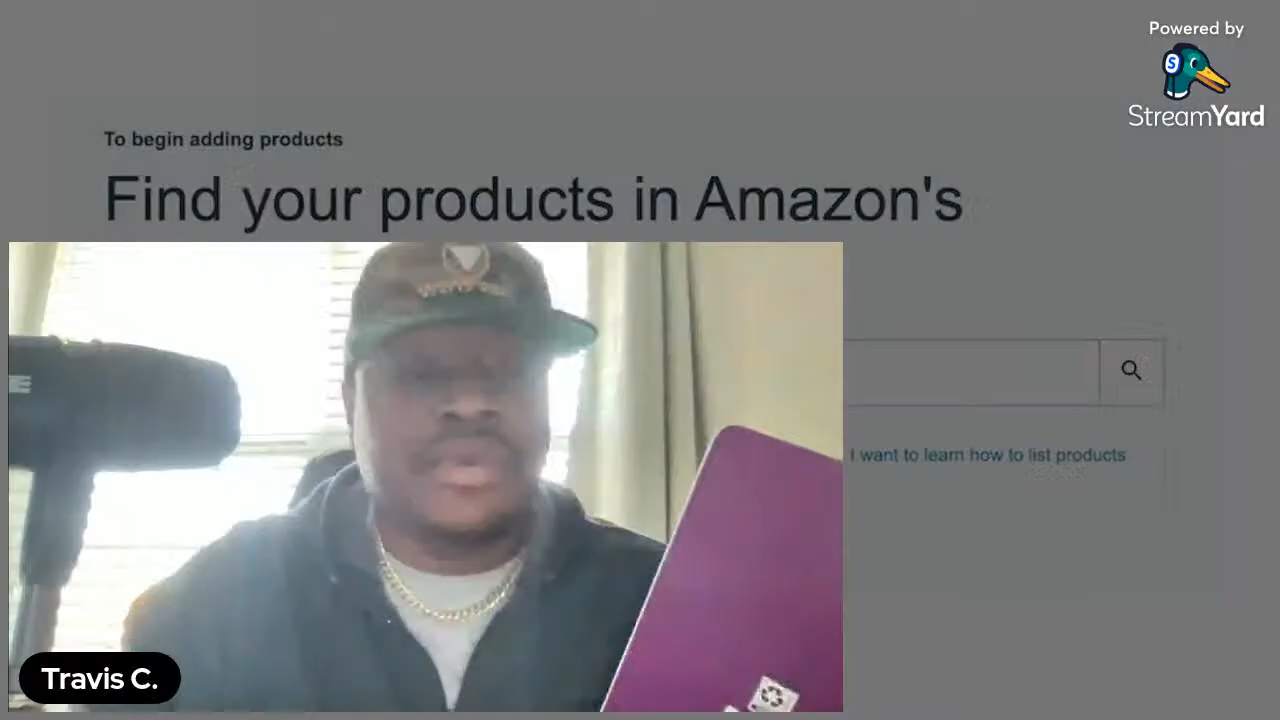 Powered by
StreamYard
To begin adding products
Find your products in Amazon's
I want to learn how to list products
Travis C.